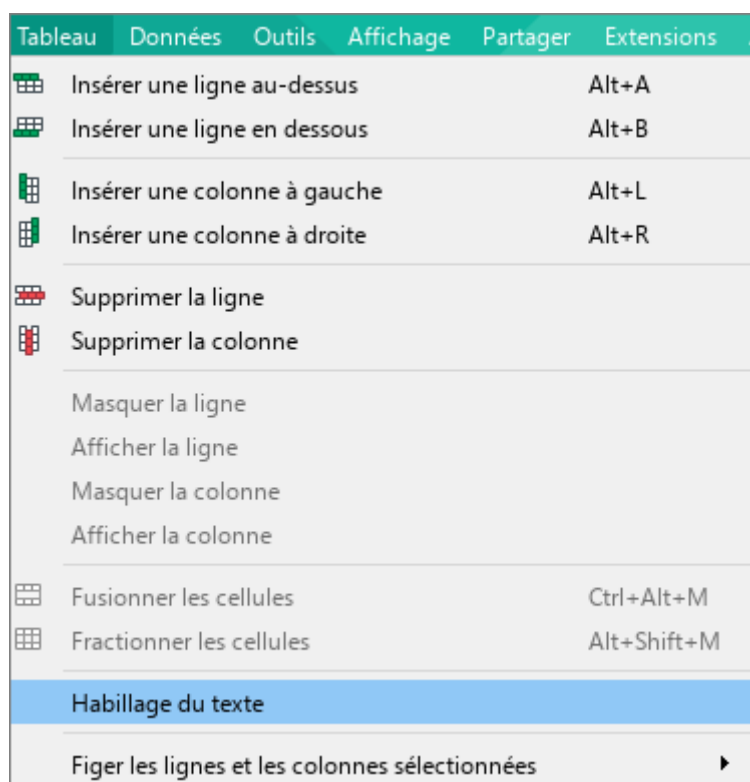 Tableau Données Outils Affichage Partager Extensions
Insérer une ligne au-dessus Alt+A
Insérer une ligne en dessous Alt+B
Insérer une colonne à gauche Alt+L
Insérer une colonne à droite Alt+R
Supprimer la ligne
Supprimer la colonne
Masquer la ligne
Afficher la ligne
Masquer la colonne
Afficher la colonne
Fusionner les cellules Ctrl+Alt+M
Fractionner les cellules Alt+Shift+M
Habillage du texte
Figer les lignes et les colonnes sélectionnées